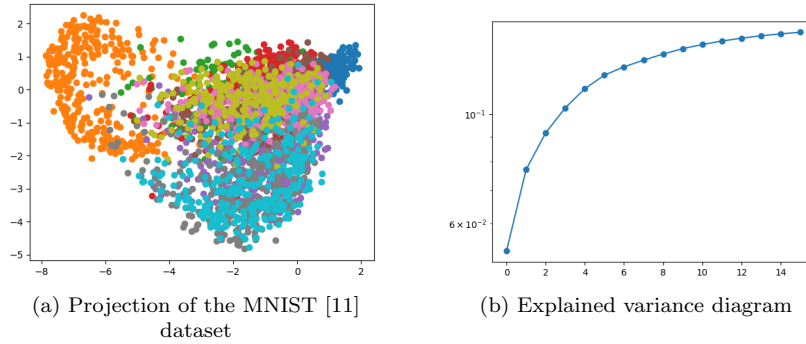 2
1
0
−1
−2
−3
−4
−5
−8 −6 −4 −2 0 2
(a) Projection of the MNIST [11]
dataset
10⁻¹
6 × 10⁻²
0 2 4 6 8 10 12 14
(b) Explained variance diagram